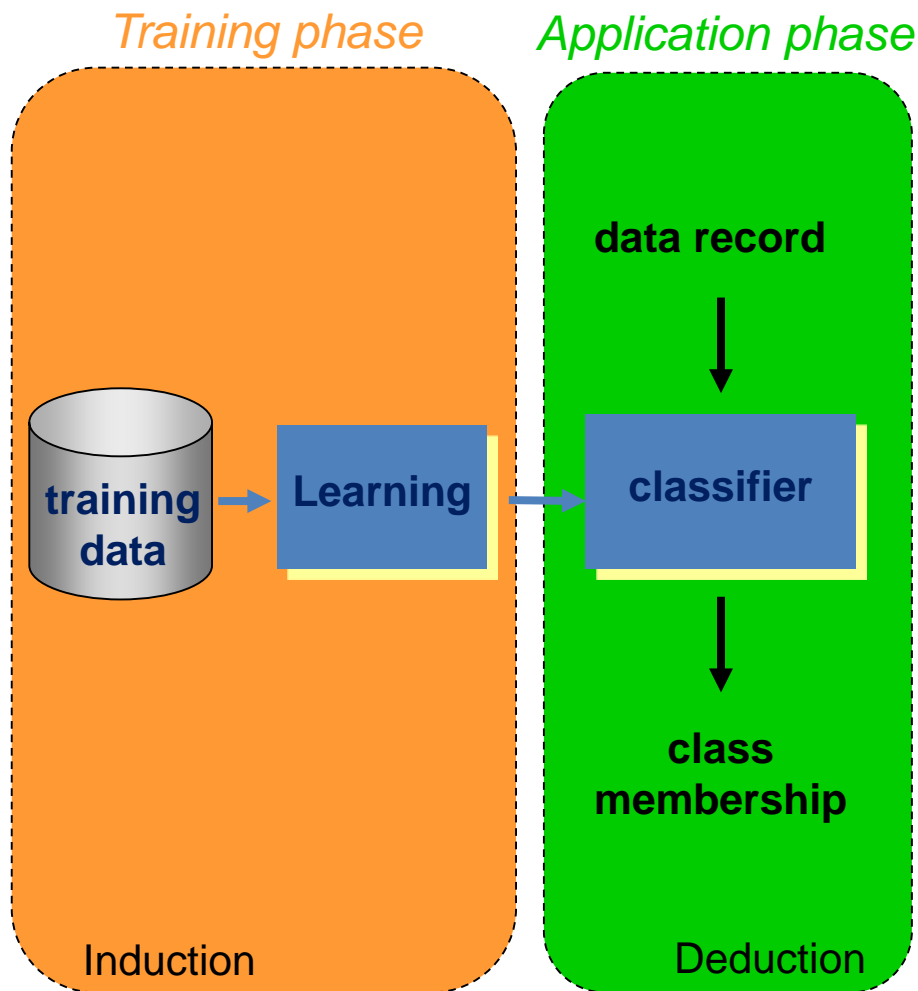 Training phase
Application phase
data record
training
data
Learning
classifier
class
membership
Induction
Deduction